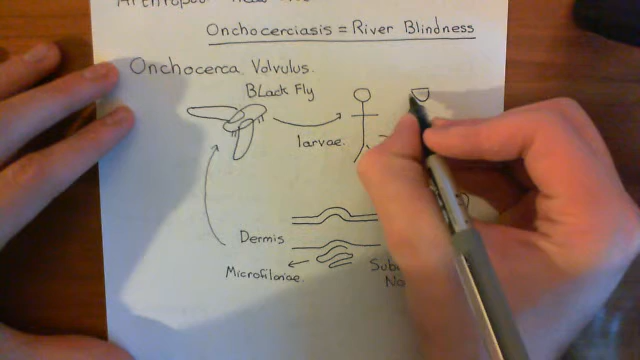 Onchocerciasis = River Blindness
Onchocerca Volvulus.
Black Fly
larvae.
Dermis
Microfilariae.